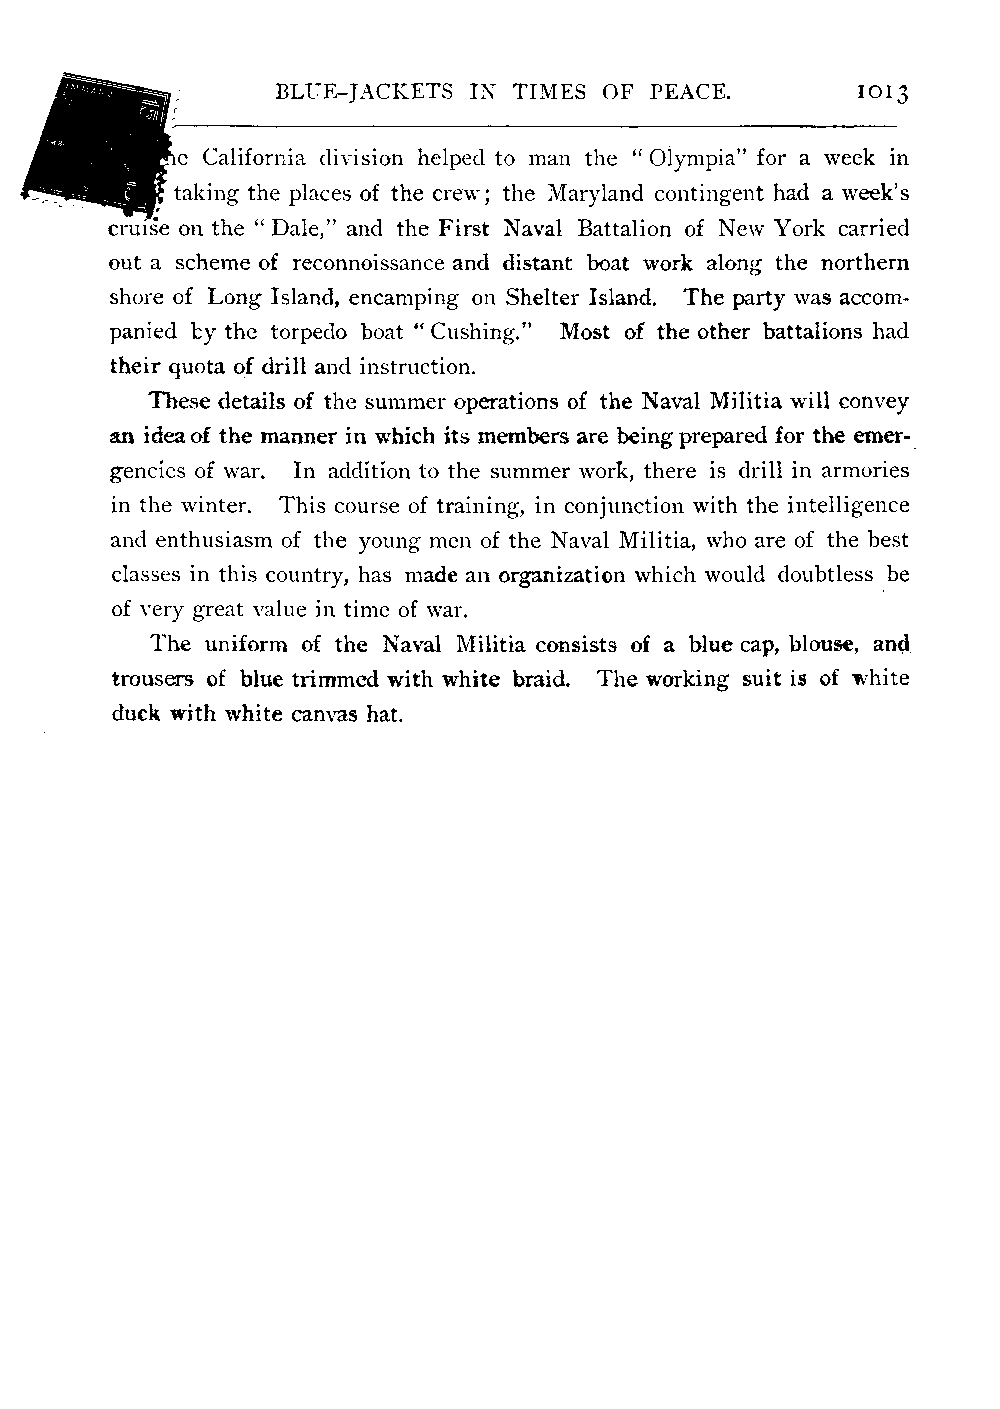 BLUE-JACKETS IN TIMES OF PEACE. 1013
California division helped to man the “Olympia” for a week in
taking the places of the crew; the Maryland contingent had a week’s
cruise on the “Dale,” and the First Naval Battalion of New York carried
out a scheme of reconnoissance and distant boat work along the northern
shore of Long Island, encamping on Shelter Island. The party was accom-
panied by the torpedo boat “Cushing.” Most of the other battalions had
their quota of drill and instruction.
These details of the summer operations of the Naval Militia will convey
an idea of the manner in which its members are being prepared for the emer-
gencies of war. In addition to the summer work, there is drill in armories
in the winter. This course of training, in conjunction with the intelligence
and enthusiasm of the young men of the Naval Militia, who are of the best
classes in this country, has made an organization which would doubtless be
of very great value in time of war.
The uniform of the Naval Militia consists of a blue cap, blouse, and
trousers of blue trimmed with white braid. The working suit is of white
duck with white canvas hat.